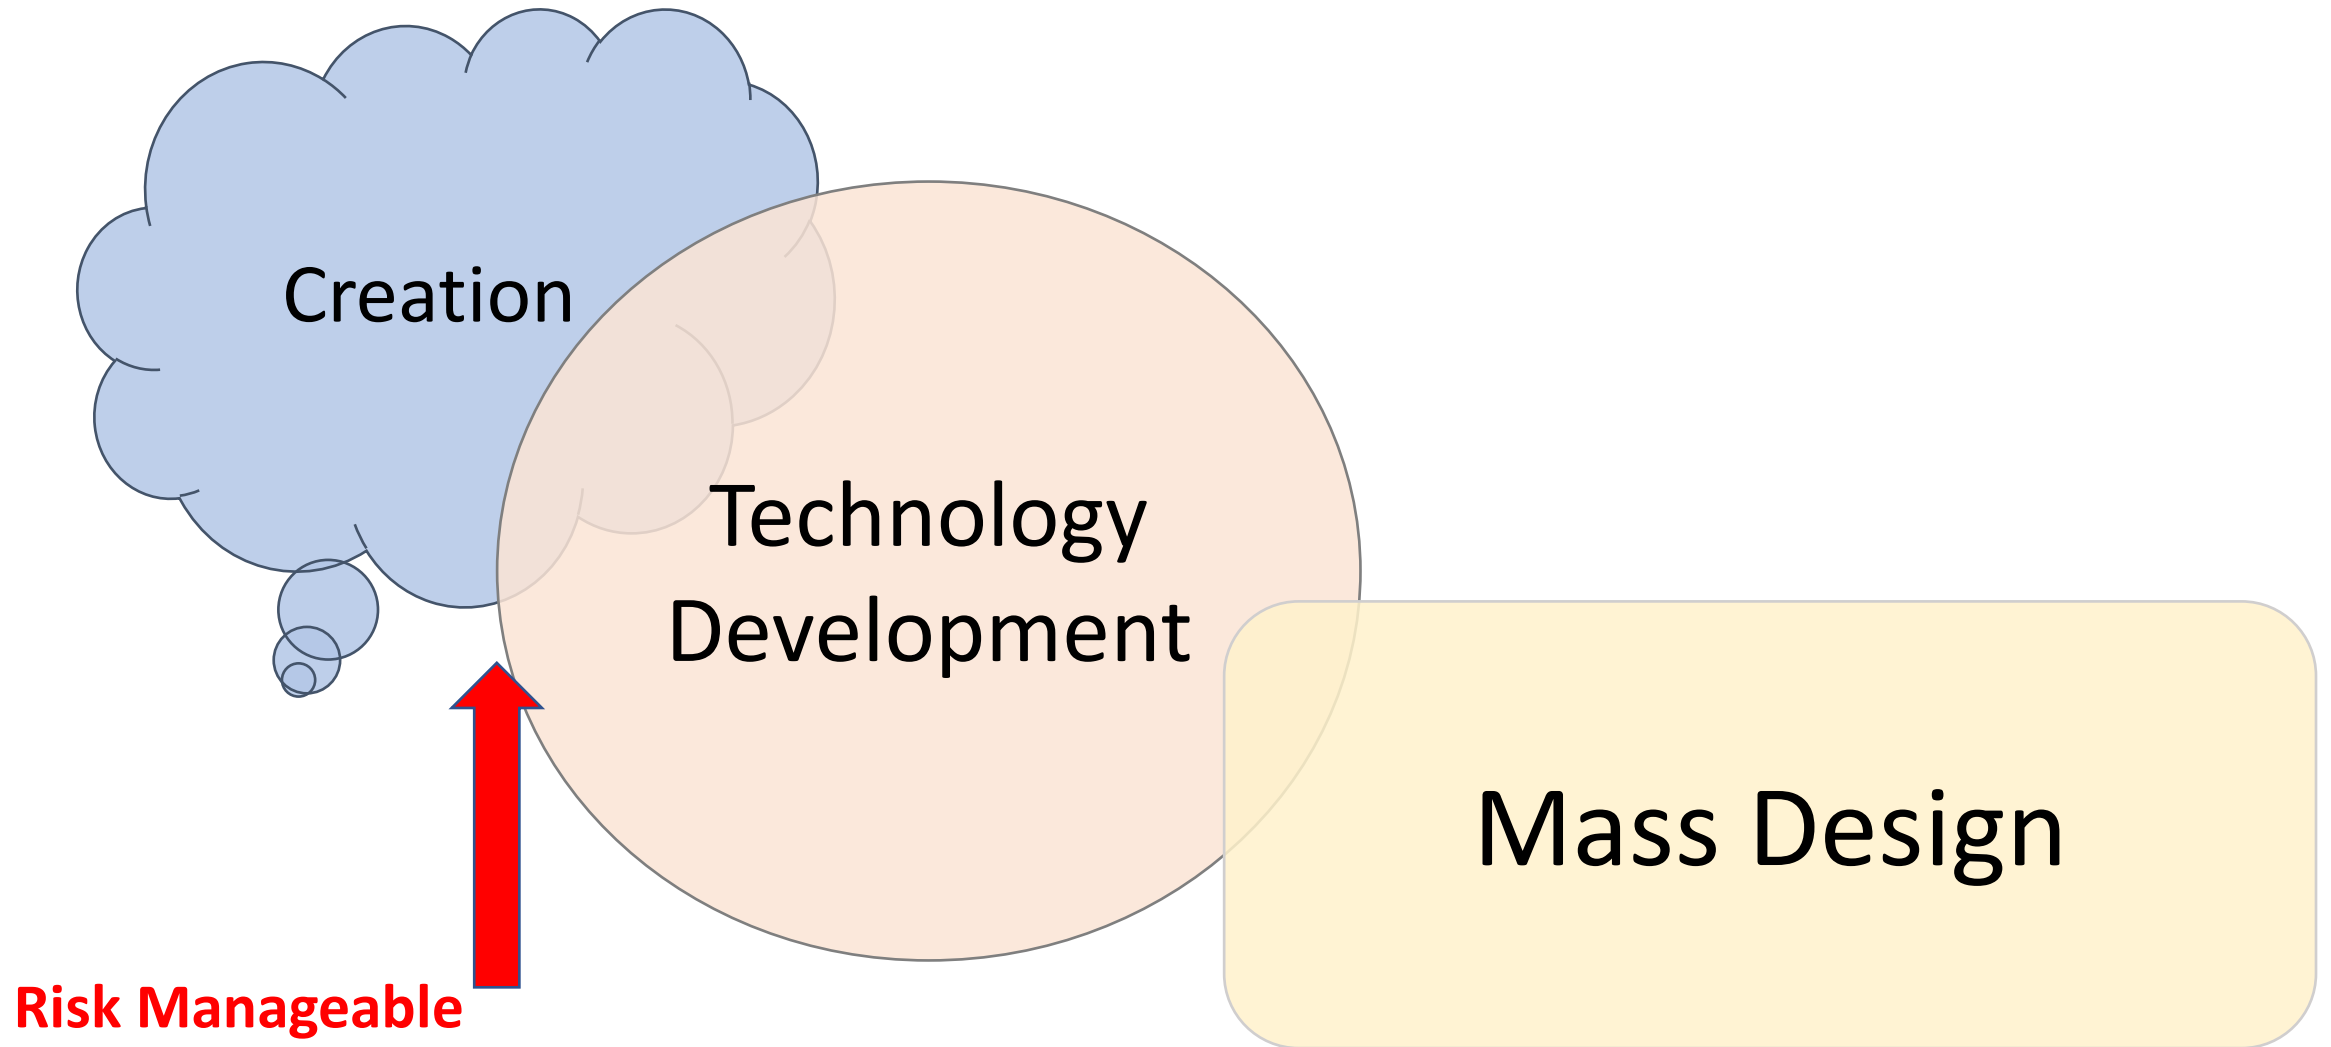 Creation
Technology
Development
Mass Design
Risk Manageable